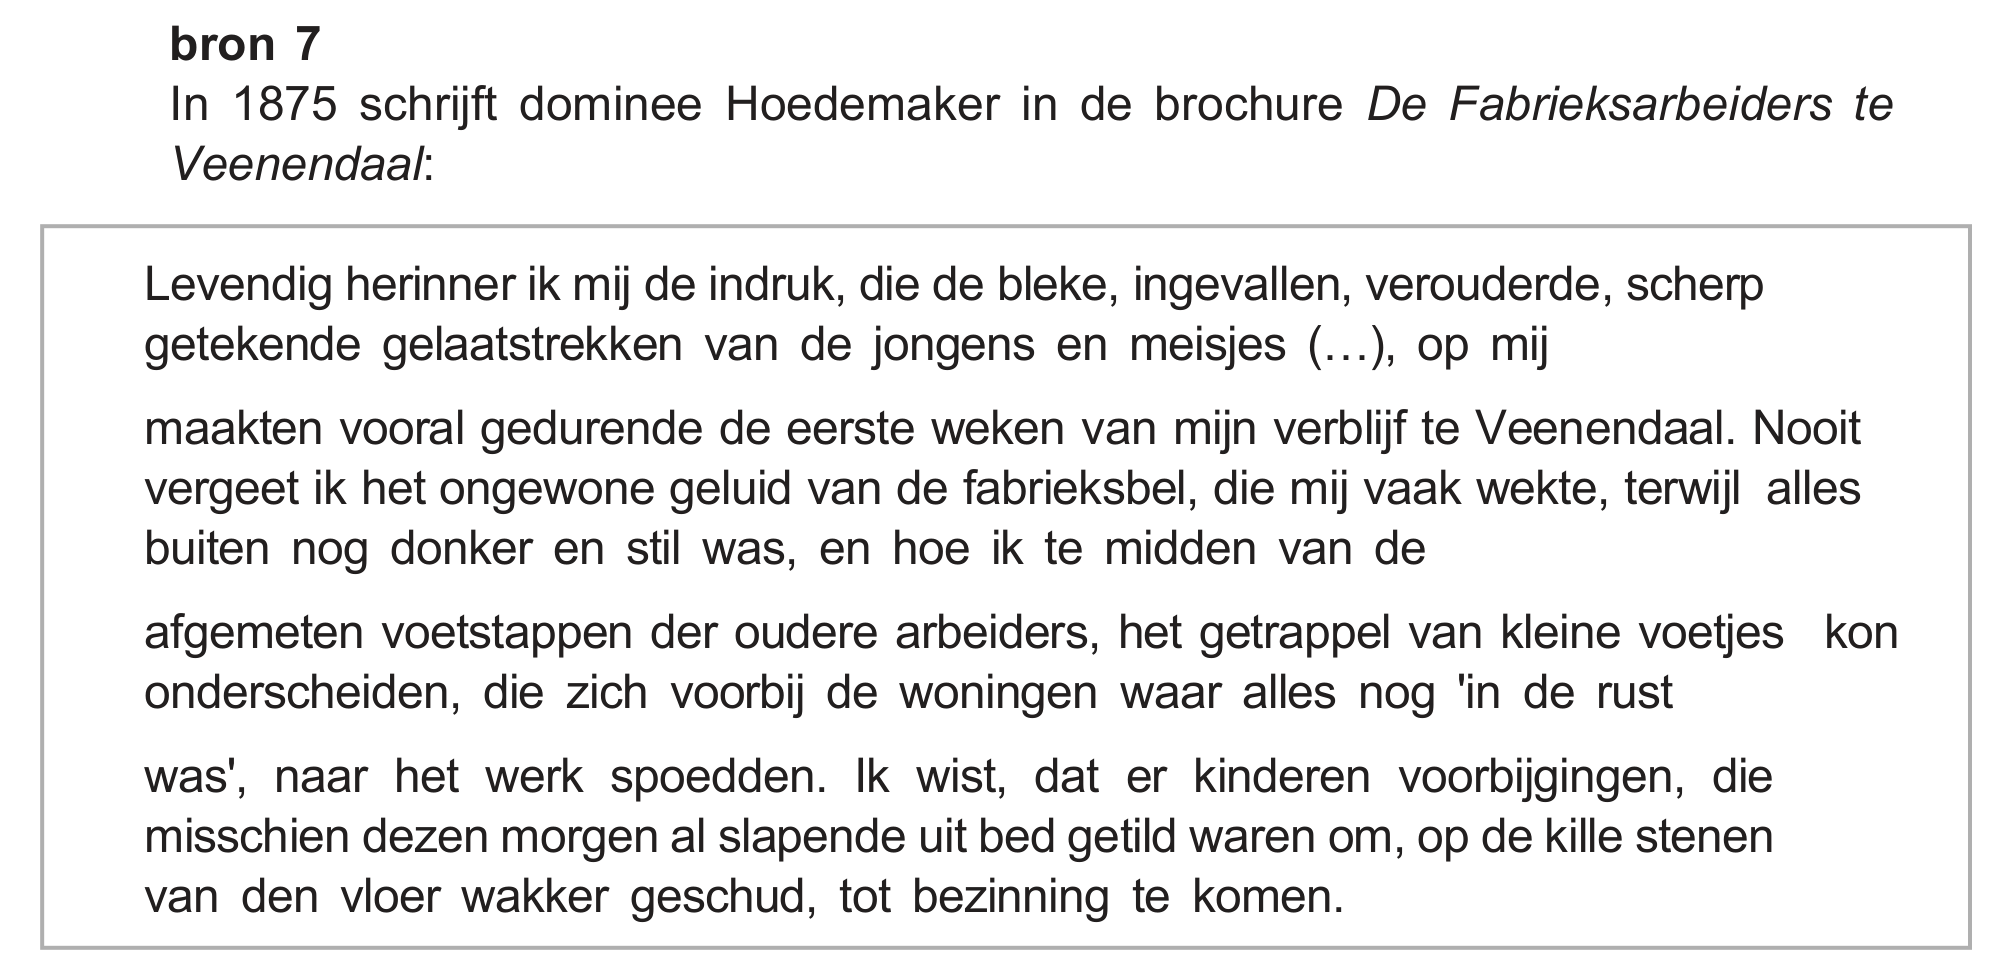 bron 7
In 1875 schrijft dominee Hoedemaker in de brochure De Fabrieksarbeiders te
Veenendaal:
Levendig herinner ik mij de indruk, die de bleke, ingevallen, verouderde, scherp
getekende gelaatstrekken van de jongens en meisjes (…), op mij
maakten vooral gedurende de eerste weken van mijn verblijf te Veenendaal. Nooit
vergeet ik het ongewone geluid van de fabrieksbel, die mij vaak wekte, terwijl alles
buiten nog donker en stil was, en hoe ik te midden van de
afgemeten voetstappen der oudere arbeiders, het getrappel van kleine voetjes kon
onderscheiden, die zich voorbij de woningen waar alles nog 'in de rust
was', naar het werk spoedden. Ik wist, dat er kinderen voorbijgingen, die
misschien dezen morgen al slapende uit bed getild waren om, op de kille stenen
van den vloer wakker geschud, tot bezinning te komen.